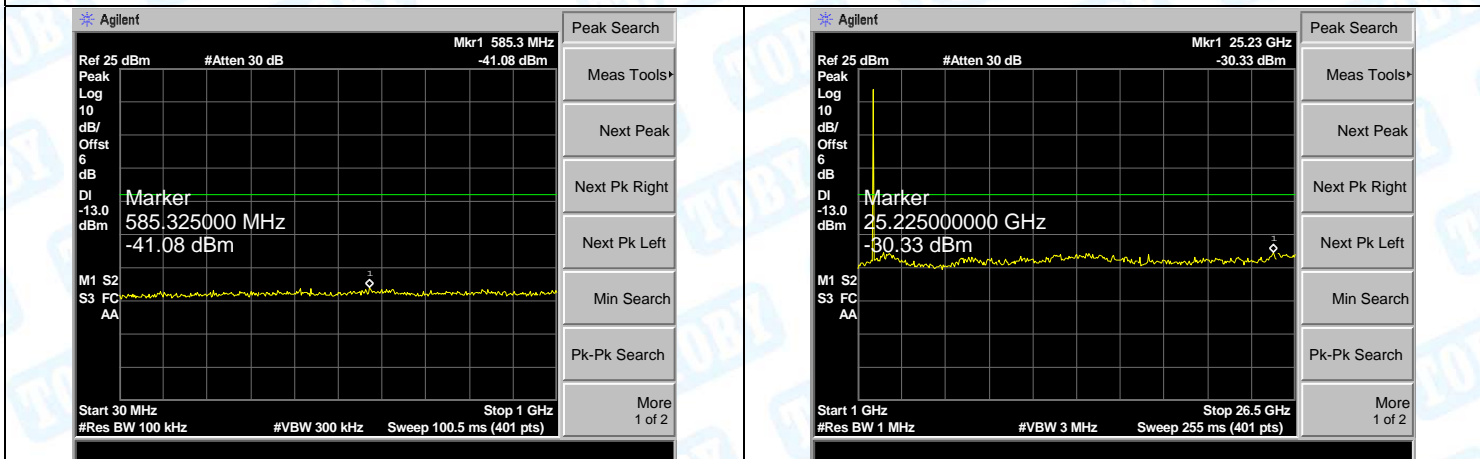 Agilent
Peak Search
Mkr1 585.3 MHz
Ref 25 dBm #Atten 30 dB -41.08 dBm
Peak
Log
10
dB/
Offst
6
dB
DI
-13.0
dBm
Marker
585.325000 MHz
-41.08 dBm
1
M1 S2
S3 FC
AA
Start 30 MHz Stop 1 GHz
#Res BW 100 kHz #VBW 300 kHz Sweep 100.5 ms (401 pts)
Meas Tools
Next Peak
Next Pk Right
Next Pk Left
Min Search
Pk-Pk Search
More
1 of 2
Agilent
Peak Search
Mkr1 25.23 GHz
Ref 25 dBm #Atten 30 dB -30.33 dBm
Peak
Log
10
dB/
Offst
6
dB
DI
-13.0
dBm
Marker
25.225000000 GHz
-30.33 dBm
1
M1 S2
S3 FC
AA
Start 1 GHz Stop 26.5 GHz
#Res BW 1 MHz #VBW 3 MHz Sweep 255 ms (401 pts)
Meas Tools
Next Peak
Next Pk Right
Next Pk Left
Min Search
Pk-Pk Search
More
1 of 2
TOBY